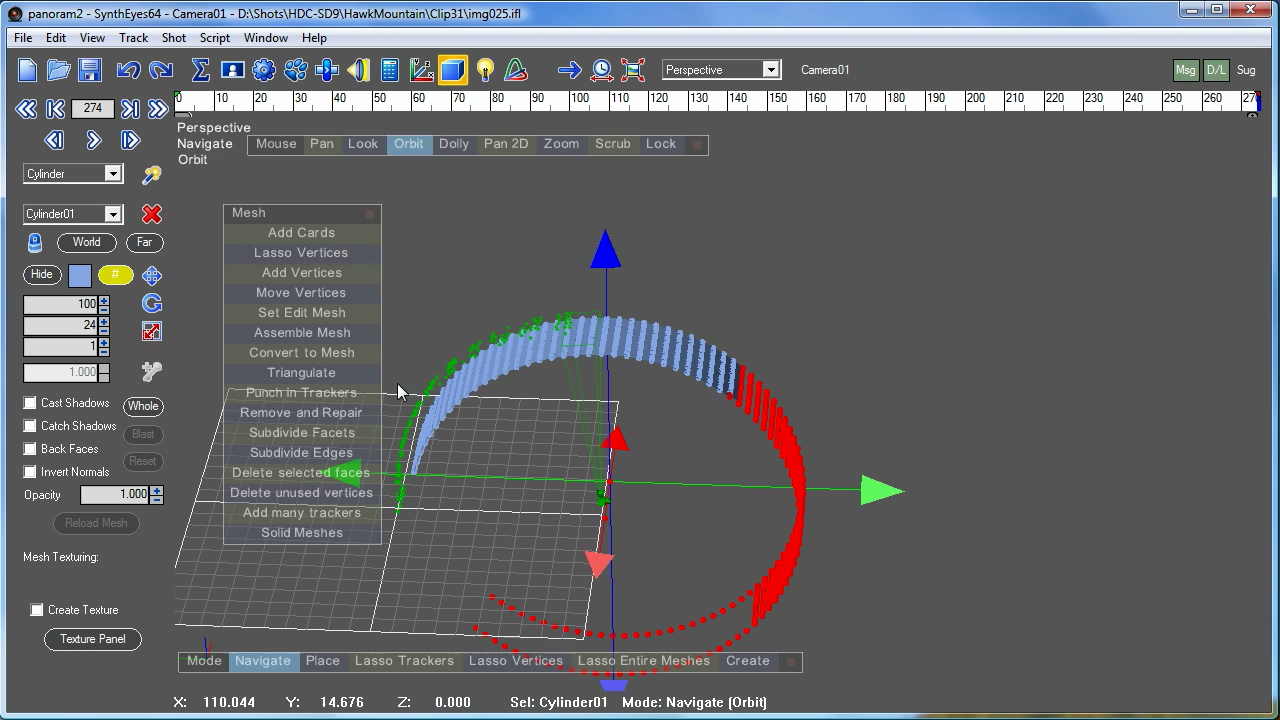 panoram2 - SynthEyes64 - Camera01 - D:\Shots\HDC-SD9\HawkMountain\Clip31\img025.ifl
File Edit View Track Shot Script Window Help
Perspective Camera01 Msg D/L Sug
274 0 10 20 30 40 50 60 70 80 90 100 110 120 130 140 150 160 170 180 190 200 210 220 230 240 250 260 27
Perspective
Navigate Mouse Pan Look Orbit Dolly Pan 2D Zoom Scrub Lock
Orbit
Cylinder
Cylinder01
World Far
Hide #
100
24
1
1.000
Cast Shadows Whole
Catch Shadows Blast
Back Faces Reset
Invert Normals
Opacity 1.000
Reload Mesh
Mesh Texturing:
Create Texture
Texture Panel
Mesh
Add Cards
Lasso Vertices
Add Vertices
Move Vertices
Set Edit Mesh
Assemble Mesh
Convert to Mesh
Triangulate
Punch in Trackers
Remove and Repair
Subdivide Facets
Subdivide Edges
Delete selected faces
Delete unused vertices
Add many trackers
Solid Meshes
Mode Navigate Place Lasso Trackers Lasso Vertices Lasso Entire Meshes Create
X: 110.044 Y: 14.676 Z: 0.000 Sel: Cylinder01 Mode: Navigate (Orbit)